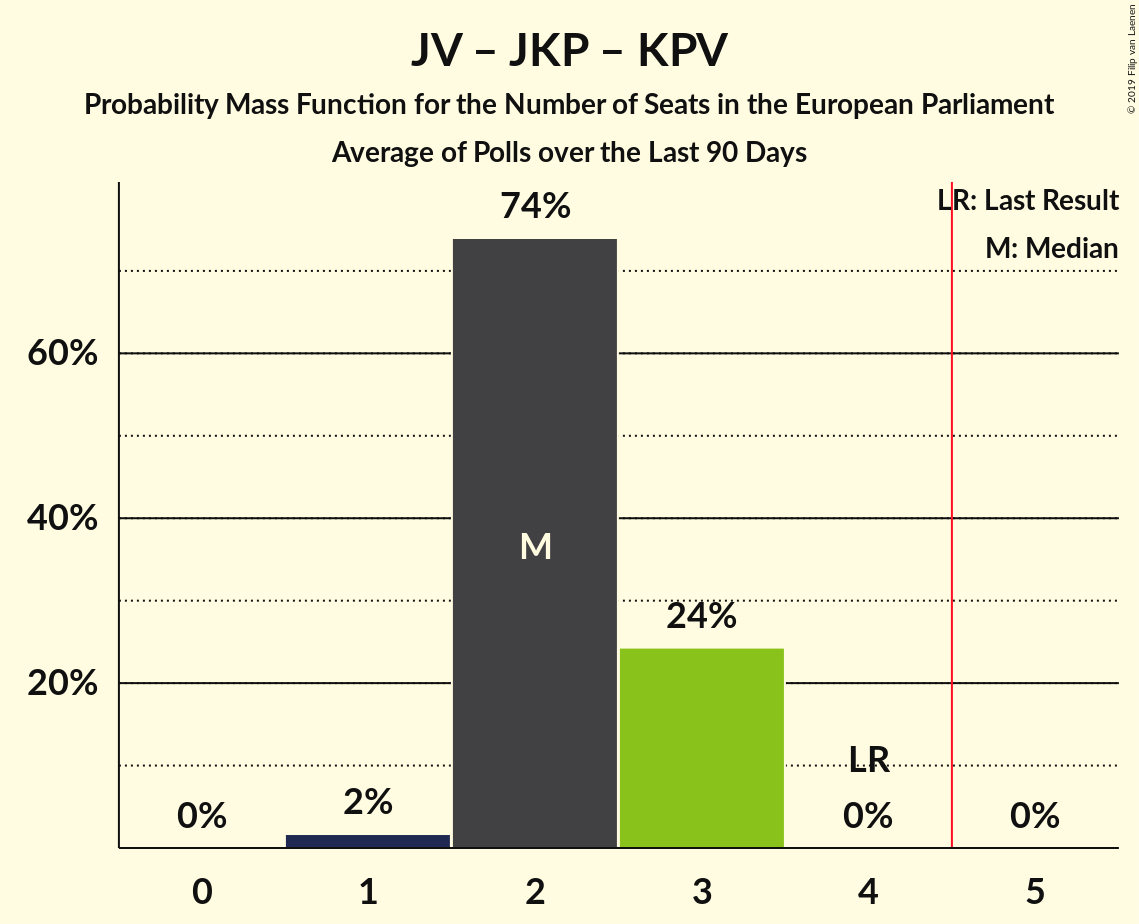 JV – JKP – KPV
Probability Mass Function for the Number of Seats in the European Parliament
Average of Polls over the Last 90 Days
© 2019 Filip van Laenen
LR: Last Result
M: Median
74%
60%
M
40%
24%
20%
LR
0%
2%
0%
0%
0
1
2
3
4
5